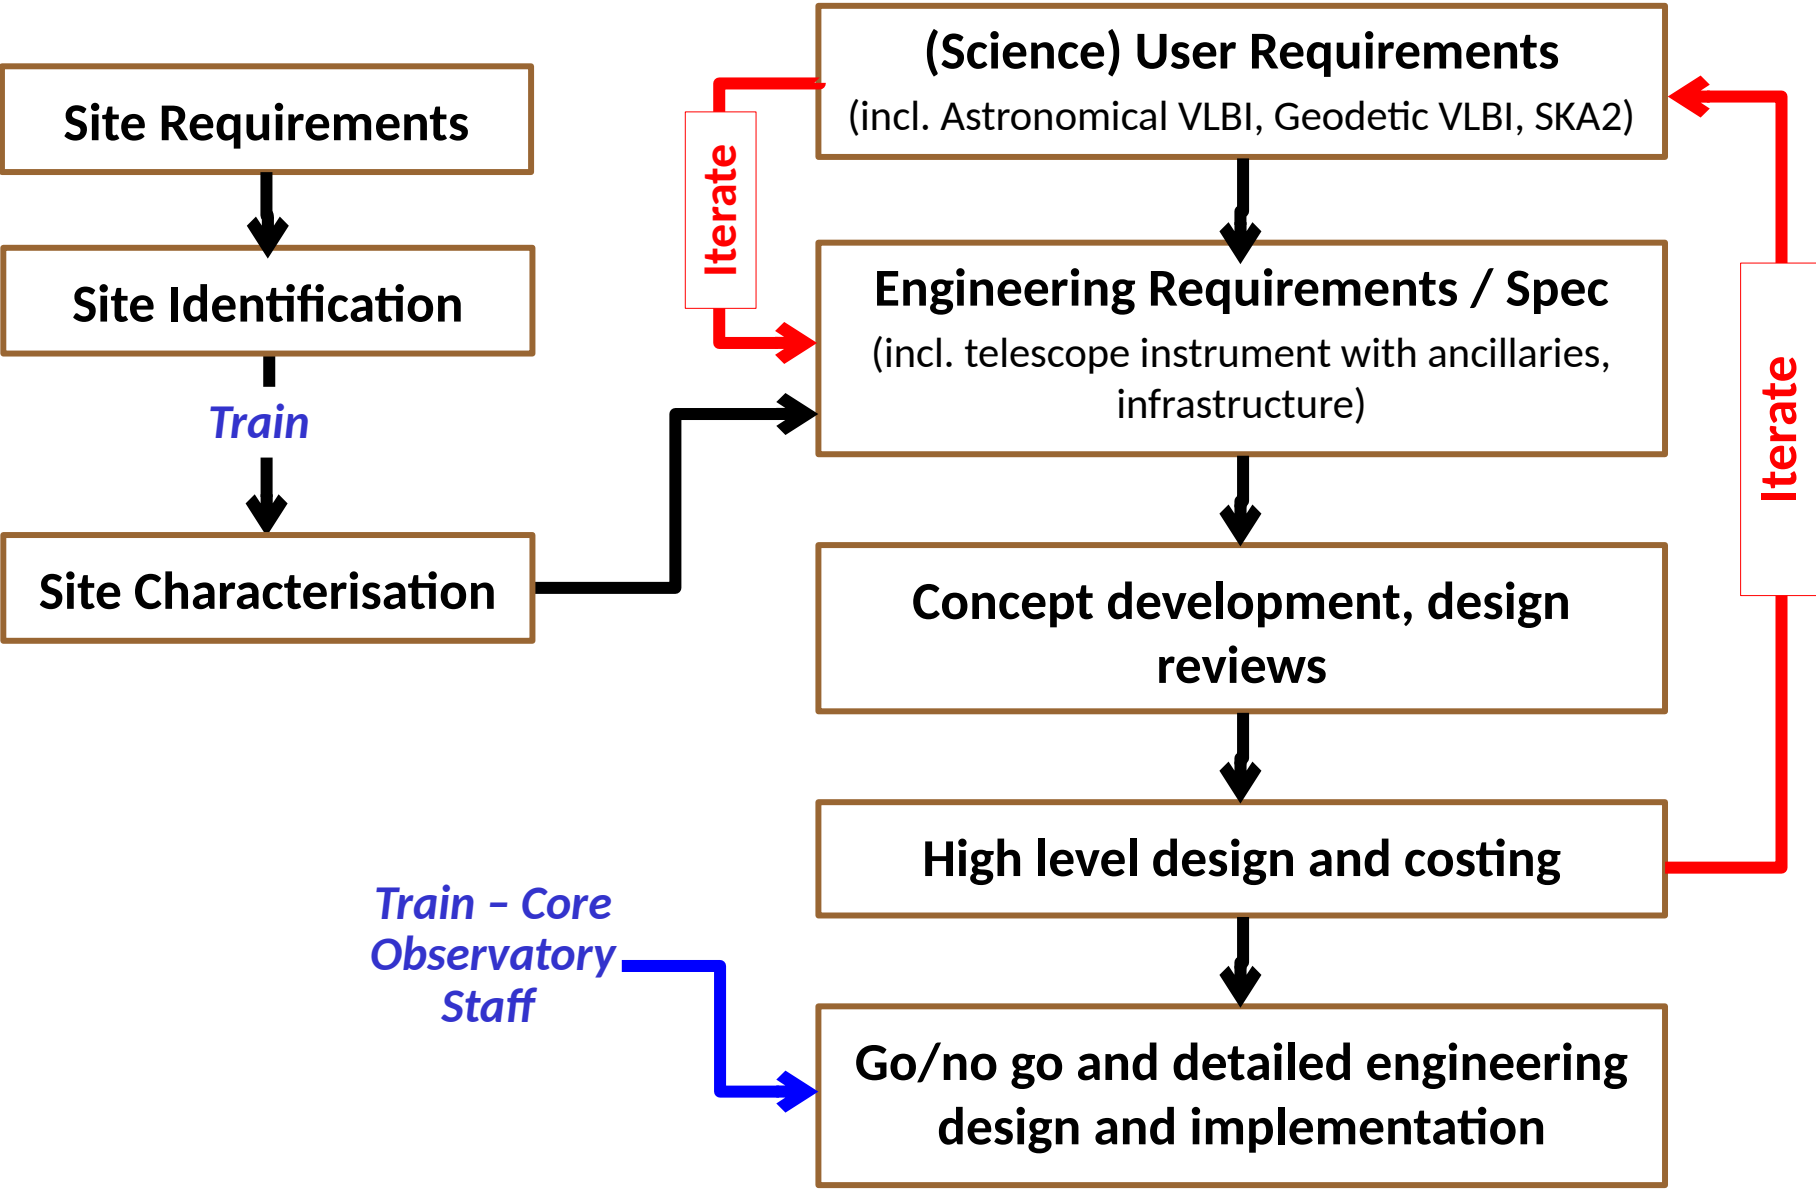 Site Requirements
Site Identification
Train
Site Characterisation
(Science) User Requirements
(incl. Astronomical VLBI, Geodetic VLBI, SKA2)
Iterate
Engineering Requirements / Spec
(incl. telescope instrument with ancillaries,
infrastructure)
Iterate
Concept development, design
reviews
High level design and costing
Train – Core
Observatory
Staff
Go/no go and detailed engineering
design and implementation